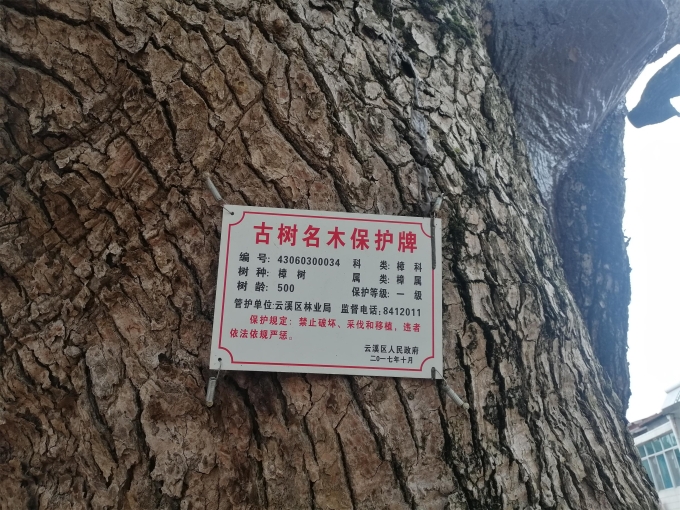 古树名木保护牌
编 号: 43060300034 科 类: 樟 科
树 种: 樟 树 属 类: 樟 属
树 龄: 500 保护等级: 一 级
管护单位:云溪区林业局 监督电话:8412011
保护规定: 禁止破坏、采伐和移植, 违者
依法依规严惩。
云溪区人民政府
二0一七年十月